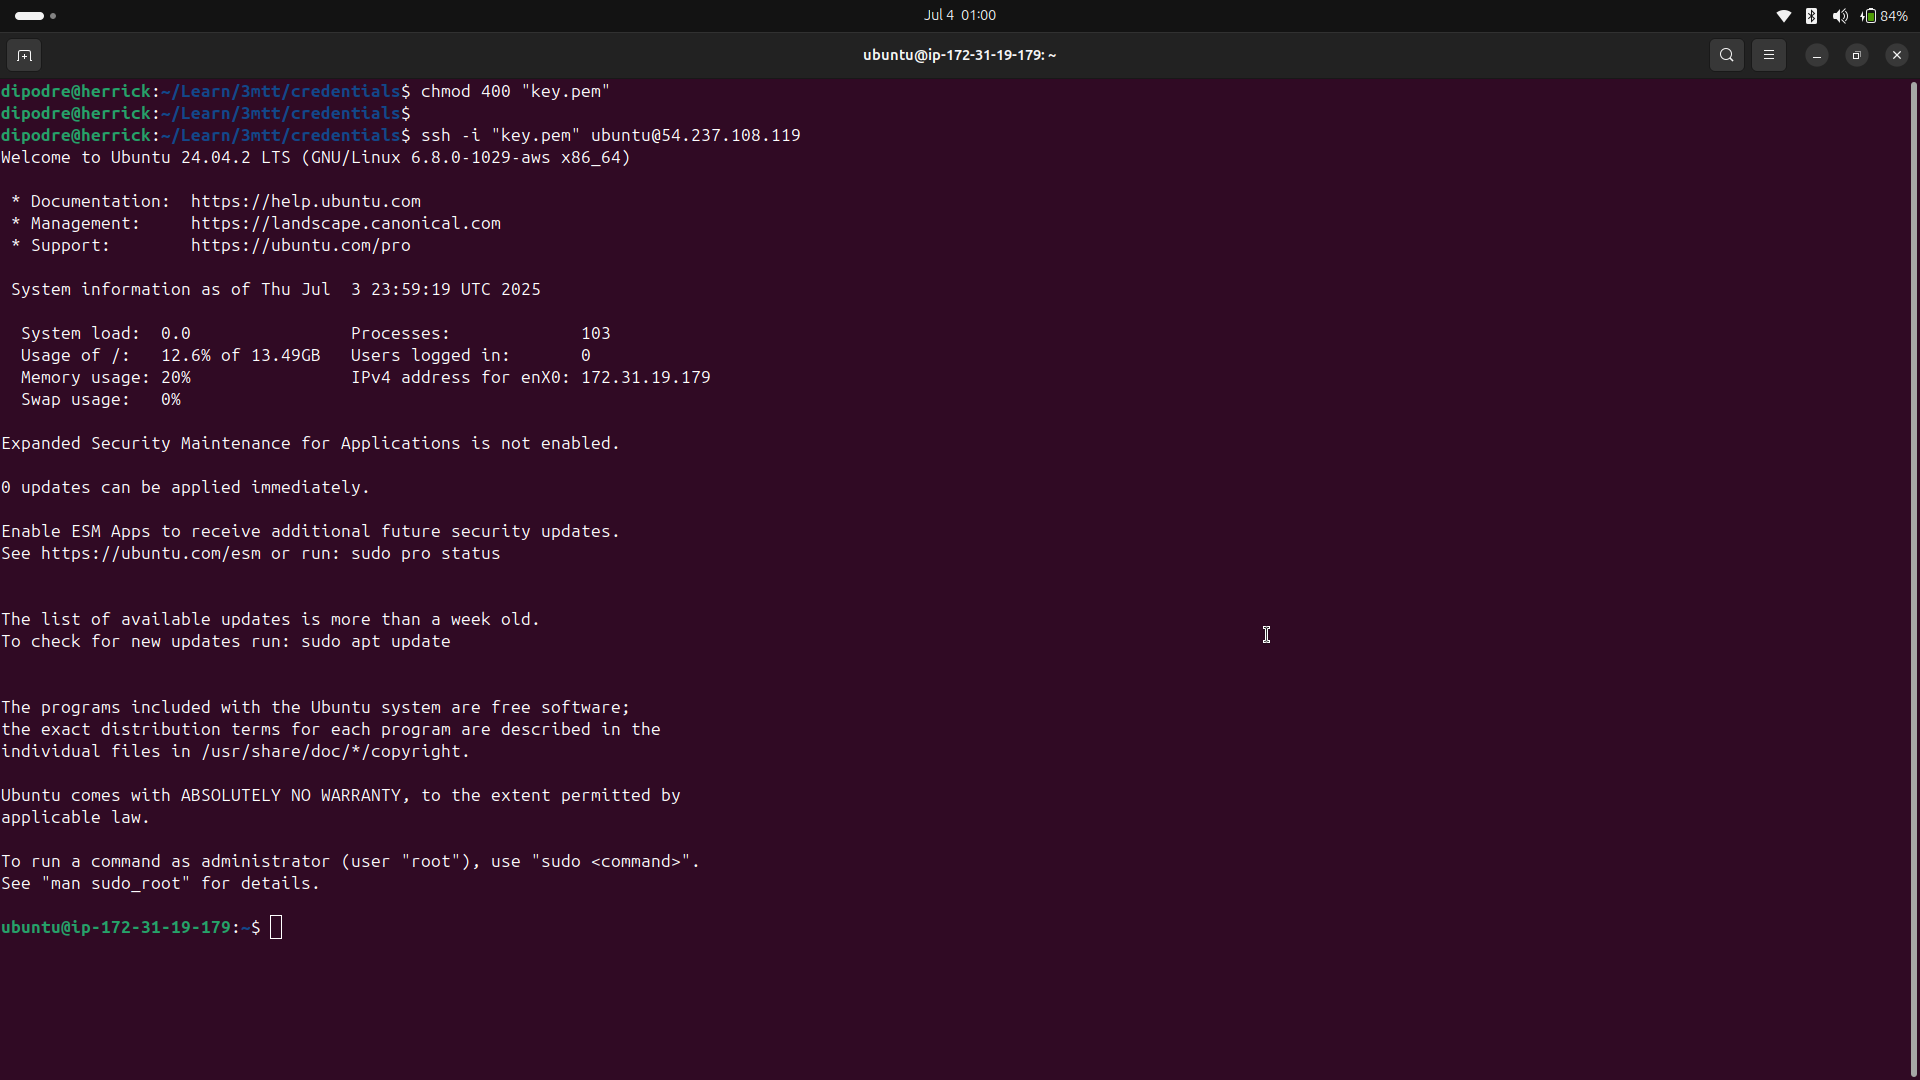 Jul 4 01:00
84%
ubuntu@ip-172-31-19-179: ~
dipodre@herrick:~/Learn/3mtt/credentials$ chmod 400 "key.pem"
dipodre@herrick:~/Learn/3mtt/credentials$
dipodre@herrick:~/Learn/3mtt/credentials$ ssh -i "key.pem" ubuntu@54.237.108.119
Welcome to Ubuntu 24.04.2 LTS (GNU/Linux 6.8.0-1029-aws x86_64)
* Documentation:  https://help.ubuntu.com
* Management:     https://landscape.canonical.com
* Support:        https://ubuntu.com/pro
System information as of Thu Jul  3 23:59:19 UTC 2025
System load:  0.0                Processes:             103
Usage of /:   12.6% of 13.49GB   Users logged in:       0
Memory usage: 20%                IPv4 address for enX0: 172.31.19.179
Swap usage:   0%
Expanded Security Maintenance for Applications is not enabled.
0 updates can be applied immediately.
Enable ESM Apps to receive additional future security updates.
See https://ubuntu.com/esm or run: sudo pro status
The list of available updates is more than a week old.
To check for new updates run: sudo apt update
The programs included with the Ubuntu system are free software;
the exact distribution terms for each program are described in the
individual files in /usr/share/doc/*/copyright.
Ubuntu comes with ABSOLUTELY NO WARRANTY, to the extent permitted by
applicable law.
To run a command as administrator (user "root"), use "sudo <command>".
See "man sudo_root" for details.
ubuntu@ip-172-31-19-179:~$